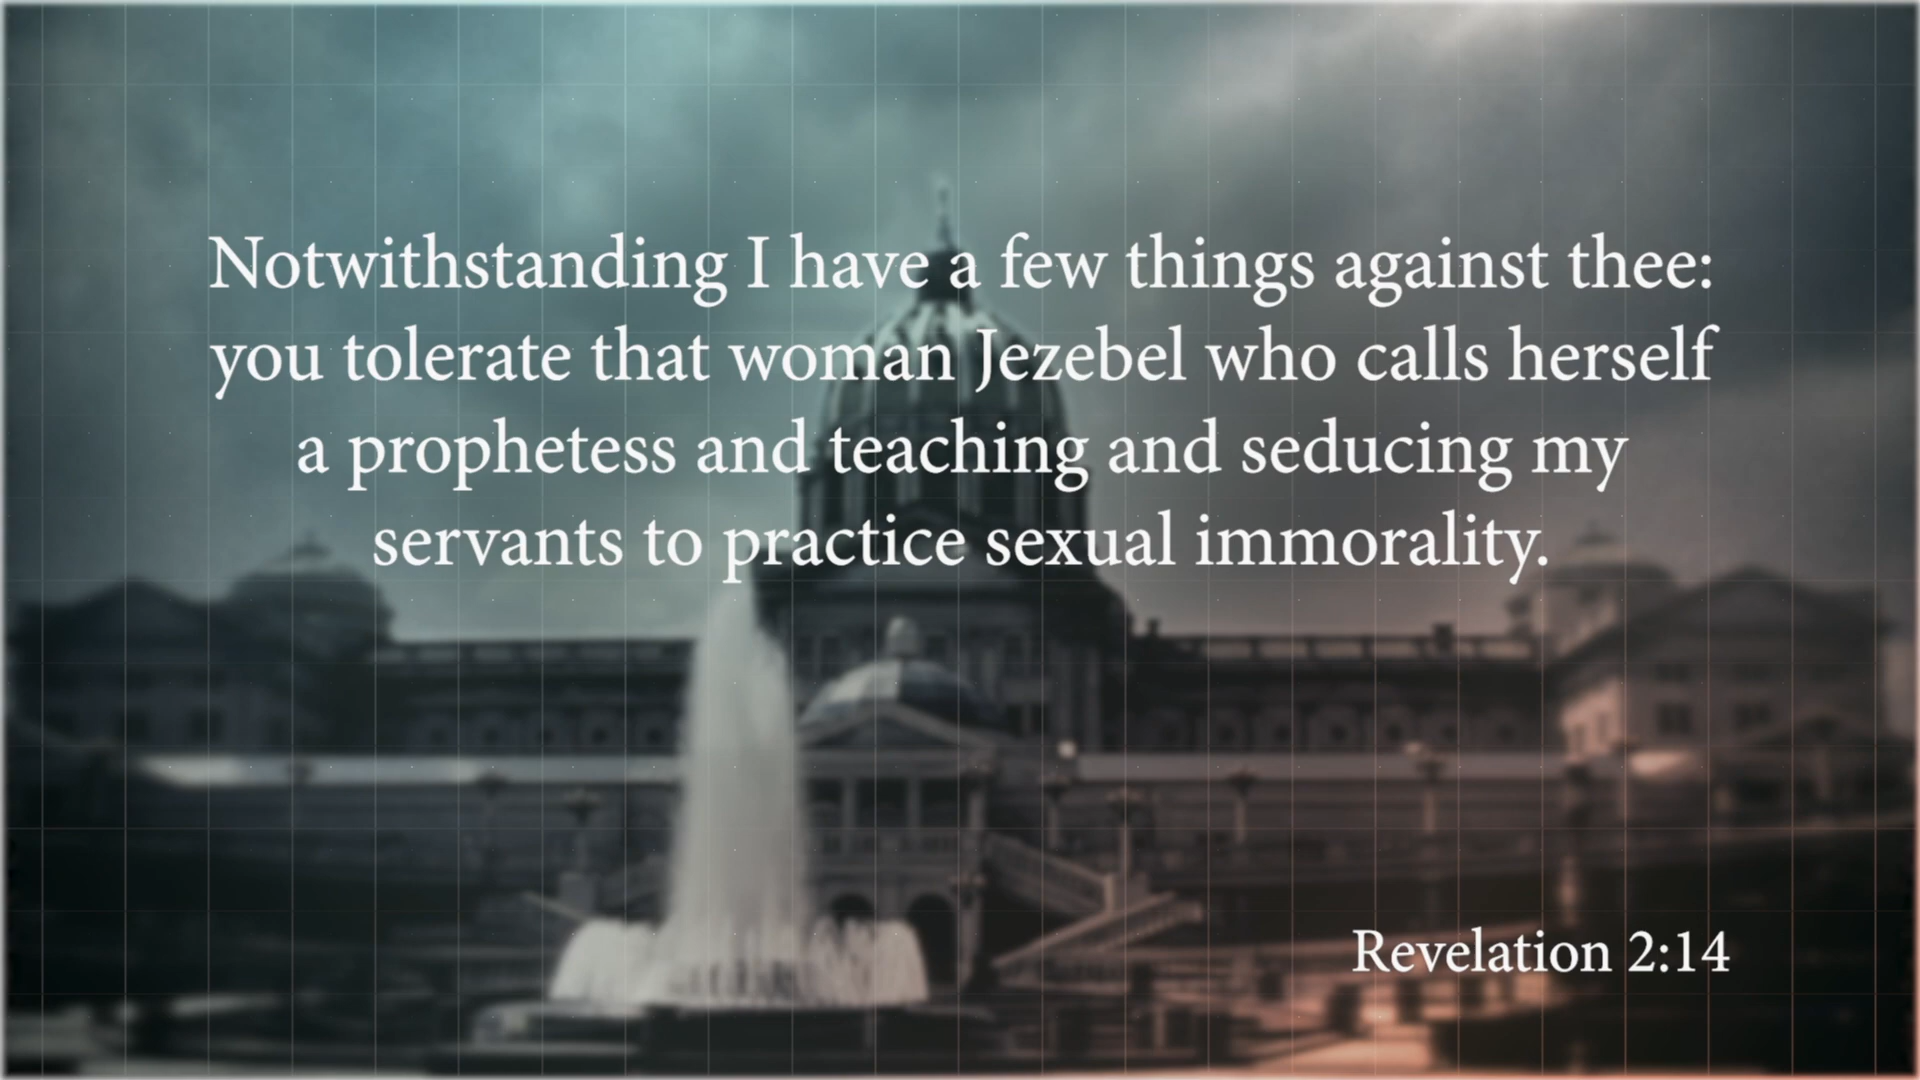 Notwithstanding I have a few things against thee:
you tolerate that woman Jezebel who calls herself
a prophetess and teaching and seducing my
servants to practice sexual immorality.
Revelation 2:14